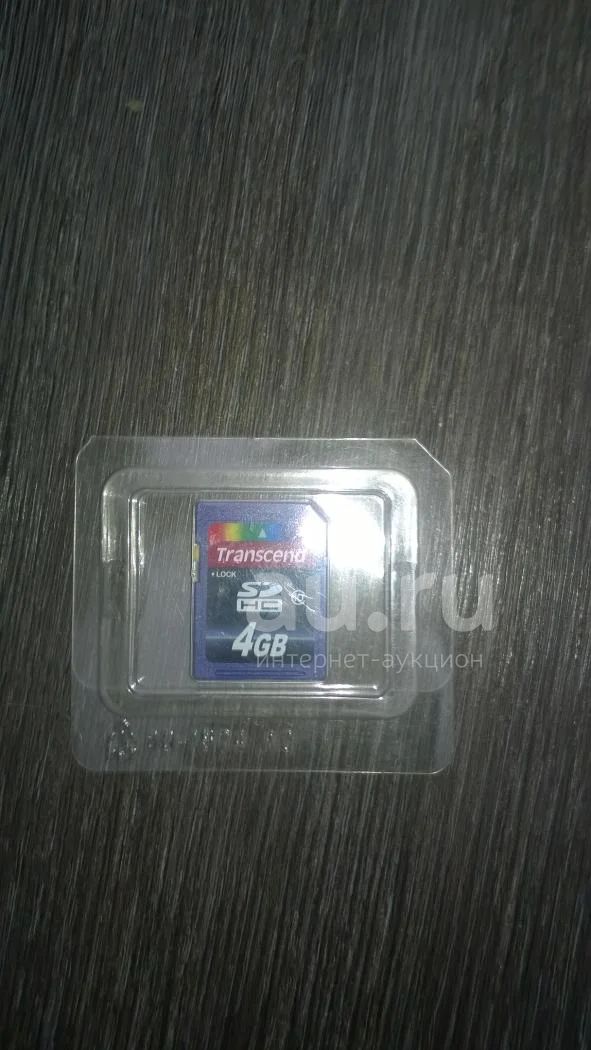 Transcend
LOCK
SD
HC
4GB
au.ru
интернет-аукцион